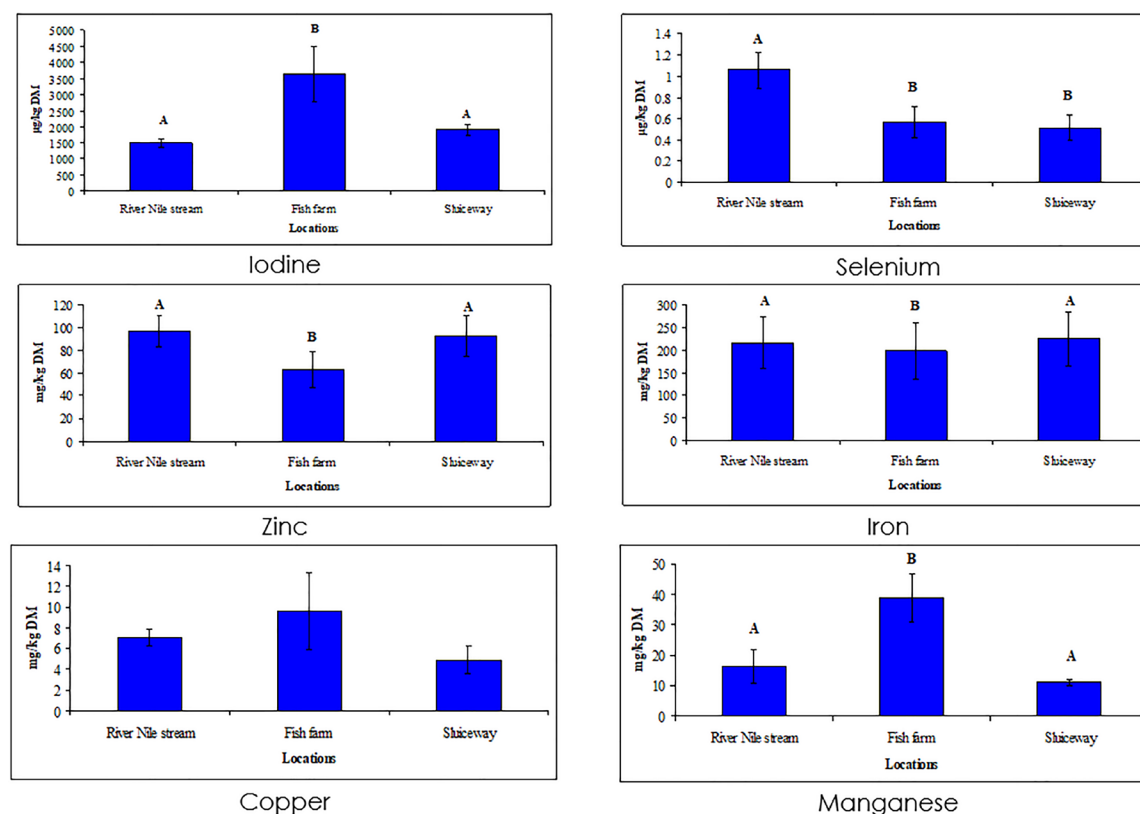 5000
4500
4000
3500
3000
2500
2000
1500
1000
500
0
µg/kg DM
A
B
A
River Nile stream Fish farm Sluiceway
Locations
Iodine
1.4
1.2
1
0.8
0.6
0.4
0.2
0
µg/kg DM
A
B
B
River Nile stream Fish farm Sluiceway
Locations
Selenium
120
100
80
60
40
20
0
mg/kg DM
A
B
A
River Nile stream Fish farm Sluiceway
Locations
Zinc
300
250
200
150
100
50
0
mg/kg DM
A
B
A
River Nile stream Fish farm Sluiceway
Locations
Iron
14
12
10
8
6
4
2
0
mg/kg DM
River Nile stream Fish farm Sluiceway
Locations
Copper
50
40
30
20
10
0
mg/kg DM
A
B
A
River Nile stream Fish farm Sluiceway
Locations
Manganese